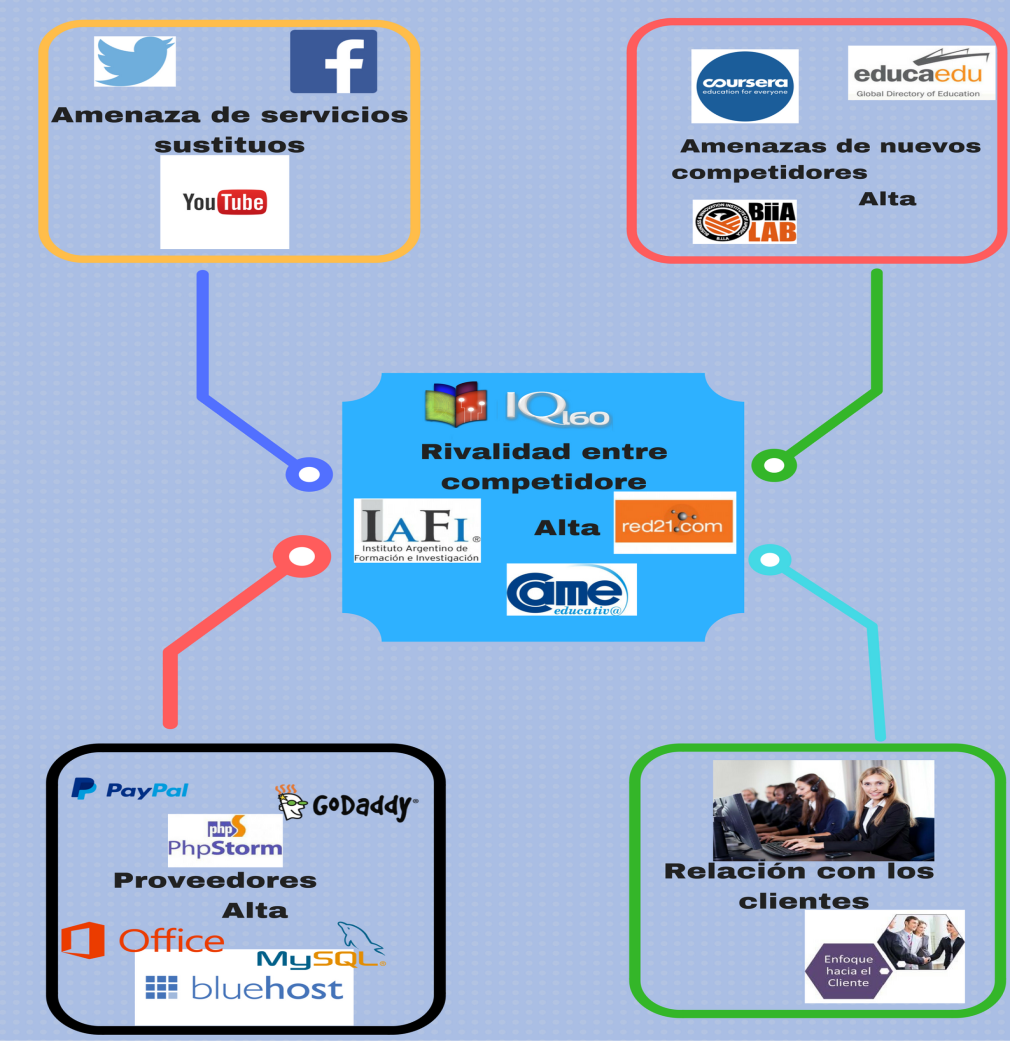 Amenaza de servicios
sustituos
YouTube
coursera
education for everyone
educaedu
Global Directory of Education
Amenazas de nuevos
competidores
Alta
BiiA
LAB
IQ160
Rivalidad entre
competidore
IAFI®
Instituto Argentino de
Formación e Investigación
Alta
red21.com
Came
educativ@
PayPal
GoDaddy
php
PhpStorm
Proveedores
Alta
Office
MySQL®
bluehost
Relación con los
clientes
Enfoque
hacia el
Cliente